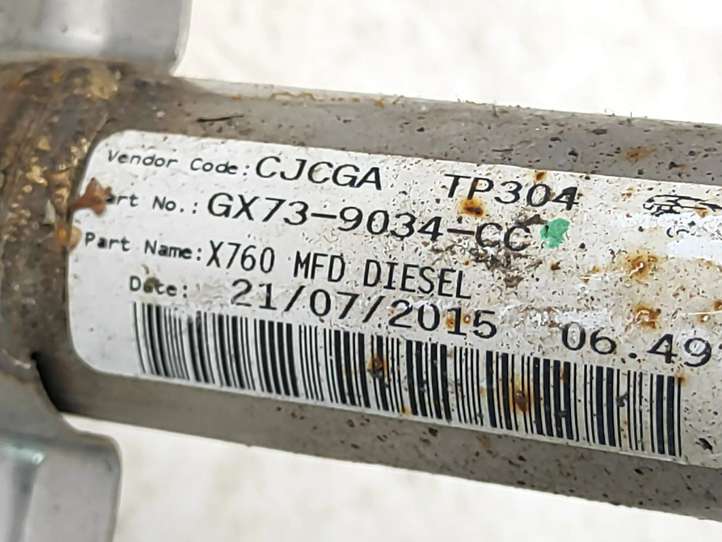 Vendor Code: CJCGA TP304
Part No.: GX73-9034-CC
Part Name: X760 MFD DIESEL
Date: 21/07/2015 06.49